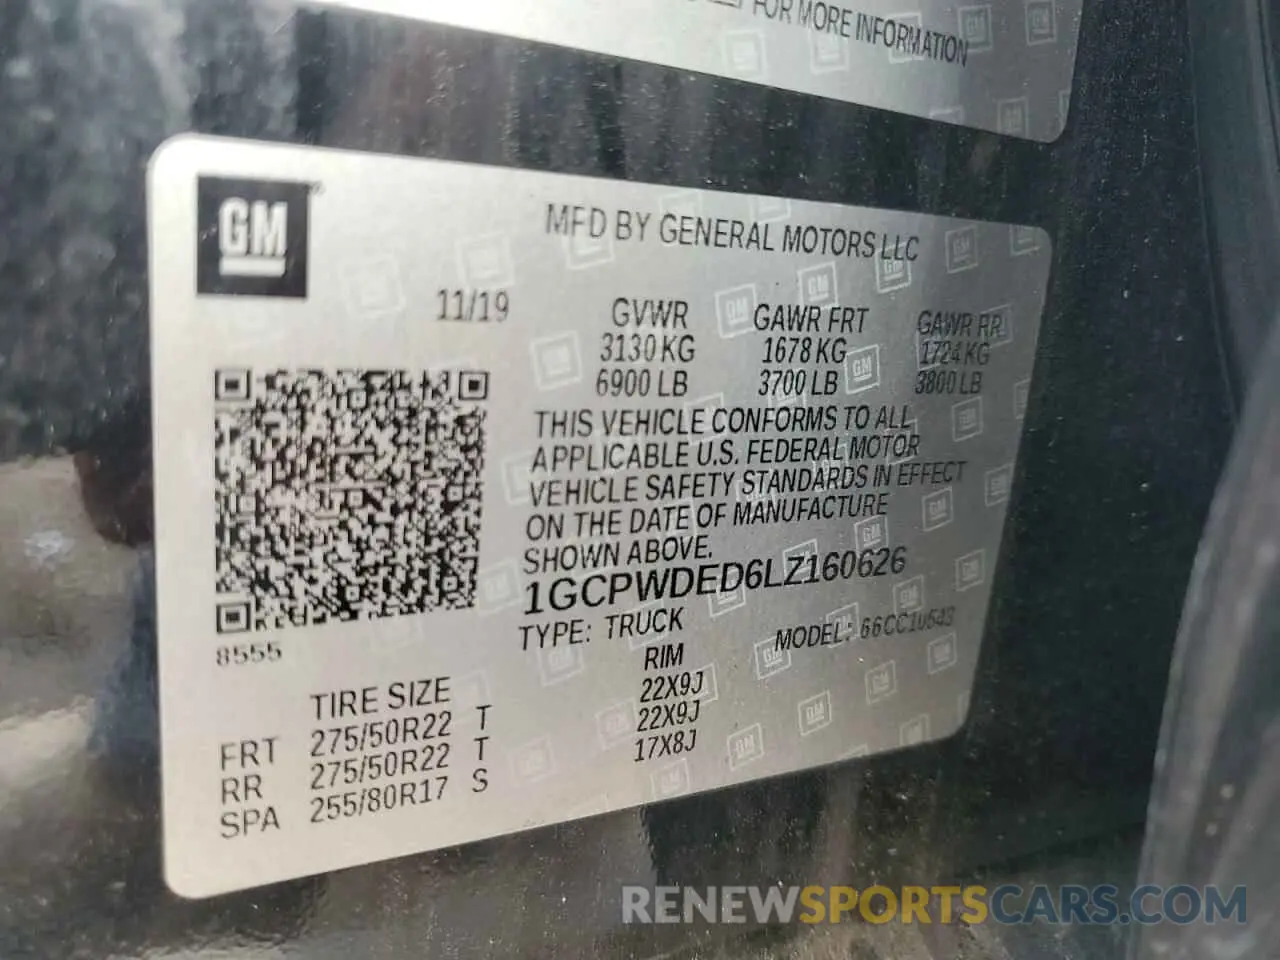 FOR MORE INFORMATION
GM
MFD BY GENERAL MOTORS LLC
11/19
GVWR GAWR FRT GAWR RR
3130 KG 1678 KG 1724 KG
6900 LB 3700 LB 3800 LB
THIS VEHICLE CONFORMS TO ALL
APPLICABLE U.S. FEDERAL MOTOR
VEHICLE SAFETY STANDARDS IN EFFECT
ON THE DATE OF MANUFACTURE
SHOWN ABOVE.
1GCPWDED6LZ160626
TYPE: TRUCK MODEL: 66CC10543
8555
TIRE SIZE RIM
FRT 275/50R22 T 22X9J
RR 275/50R22 T 22X9J
SPA 255/80R17 S 17X8J
RENEWSPORTSCARS.COM